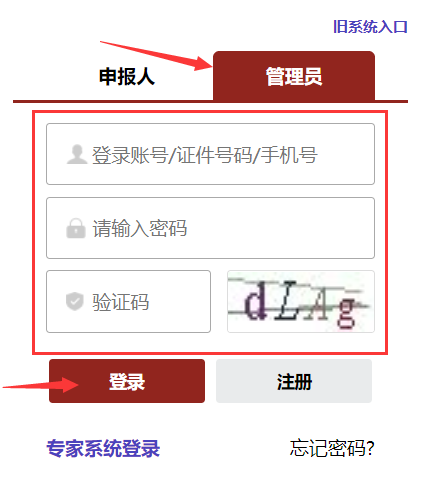 旧系统入口
申报人 管理员
登录账号/证件号码/手机号
请输入密码
验证码 dLAg
登录 注册
专家系统登录 忘记密码?